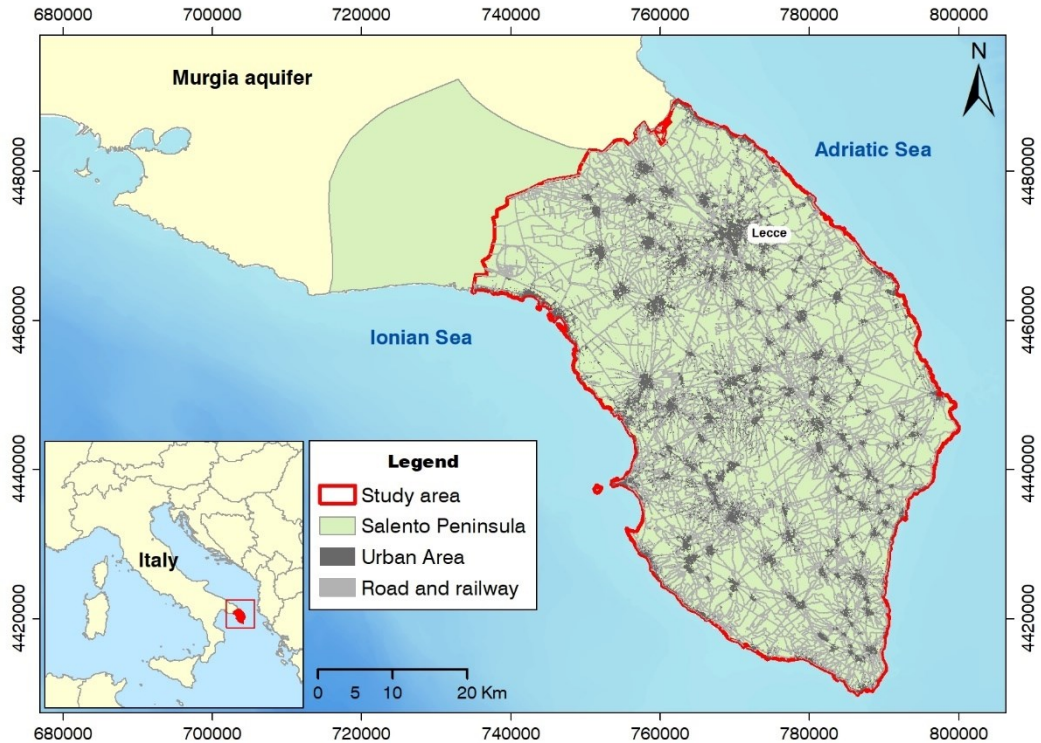 680000 700000 720000 740000 760000 780000 800000
N
Murgia aquifer
Adriatic Sea
4480000 4480000
Lecce
4460000 4460000
Ionian Sea
4440000 4440000
Legend
Study area
Salento Peninsula
Urban Area
Road and railway
Italy
4420000 4420000
0 5 10 20 Km
680000 700000 720000 740000 760000 780000 800000